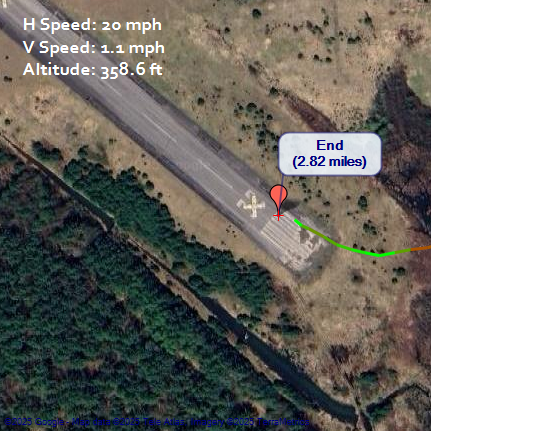 H Speed: 20 mph
V Speed: 1.1 mph
Altitude: 358.6 ft
End
(2.82 miles)